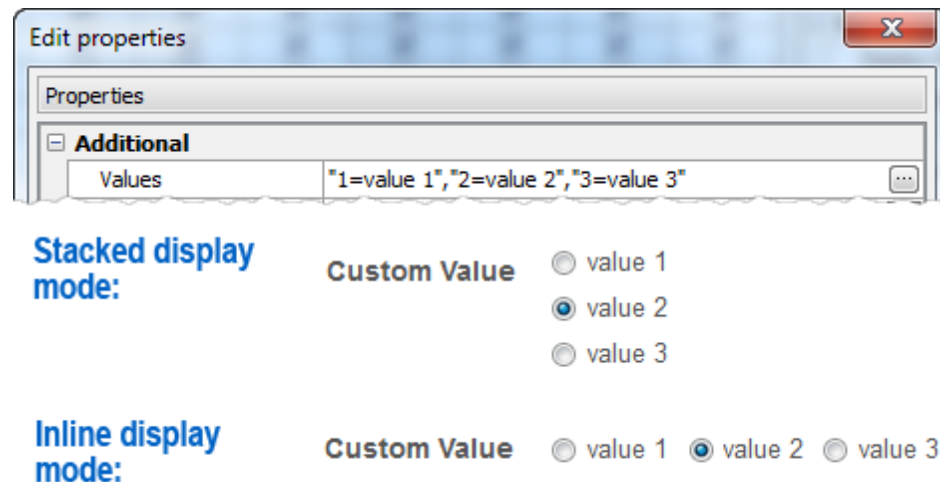 Edit properties
Properties
Additional
Values "1=value 1","2=value 2","3=value 3"
Stacked display
mode:
Custom Value value 1
value 2
value 3
Inline display
mode:
Custom Value value 1 value 2 value 3